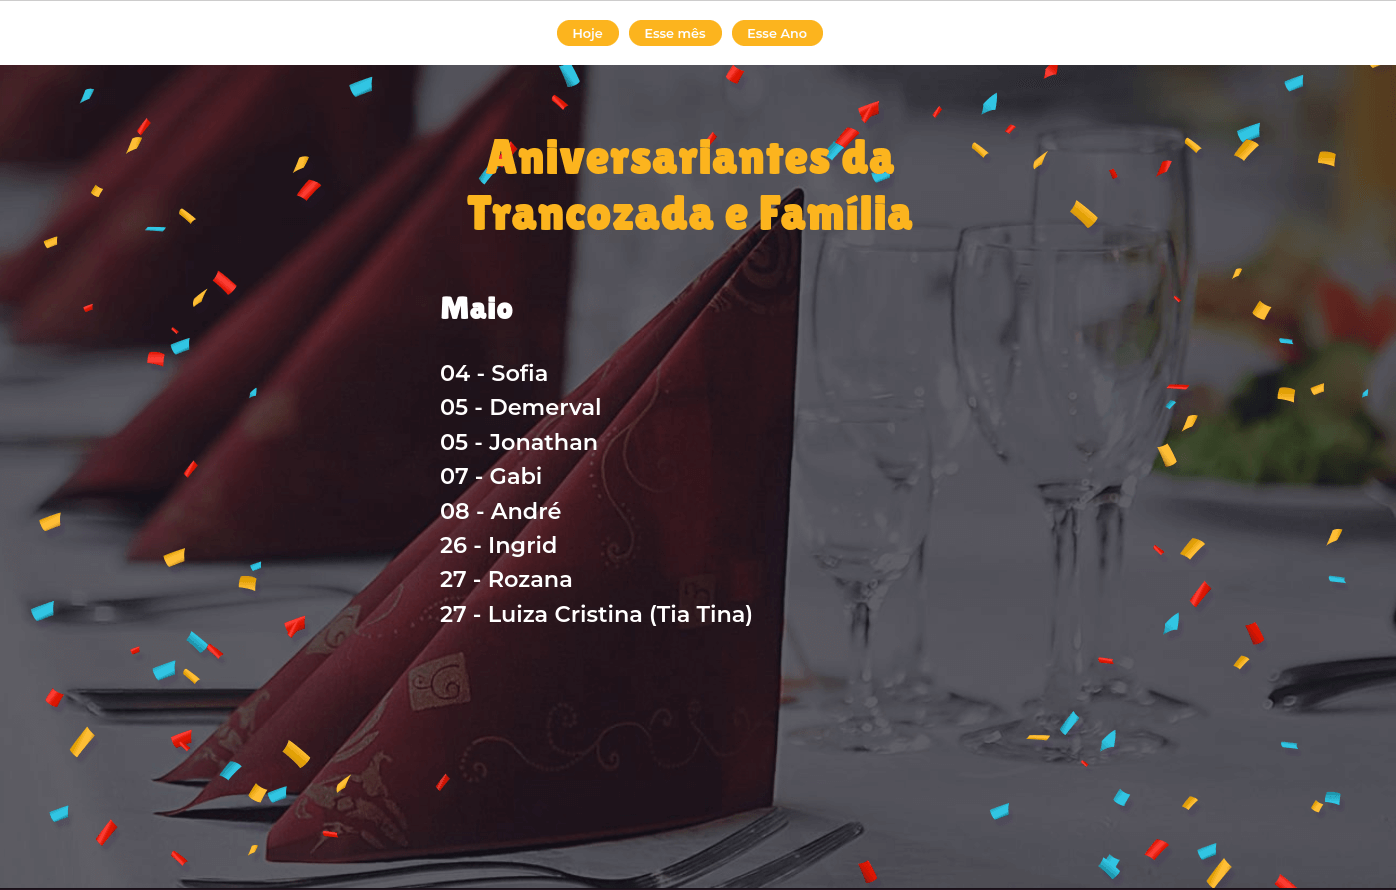 Hoje Esse mês Esse Ano
Aniversariantes da
Trancozada e Família
Maio
04 - Sofia
05 - Demerval
05 - Jonathan
07 - Gabi
08 - André
26 - Ingrid
27 - Rozana
27 - Luiza Cristina (Tia Tina)